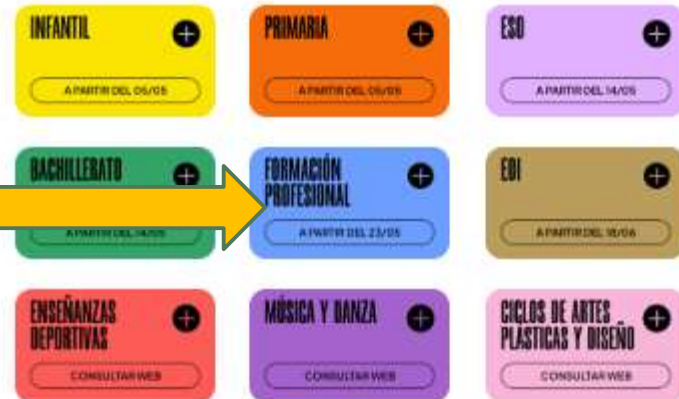 INFANTIL
A PARTIR DEL 05/05
PRIMARIA
A PARTIR DEL 05/05
ESO
A PARTIR DEL 14/05
BACHILLERATO
A PARTIR DEL 14/05
FORMACIÓN
PROFESIONAL
A PARTIR DEL 23/05
EOI
A PARTIR DEL 18/06
ENSEÑANZAS
DEPORTIVAS
CONSULTAR WEB
MÚSICA Y DANZA
CONSULTAR WEB
CICLOS DE ARTES
PLÁSTICAS Y DISEÑO
CONSULTAR WEB